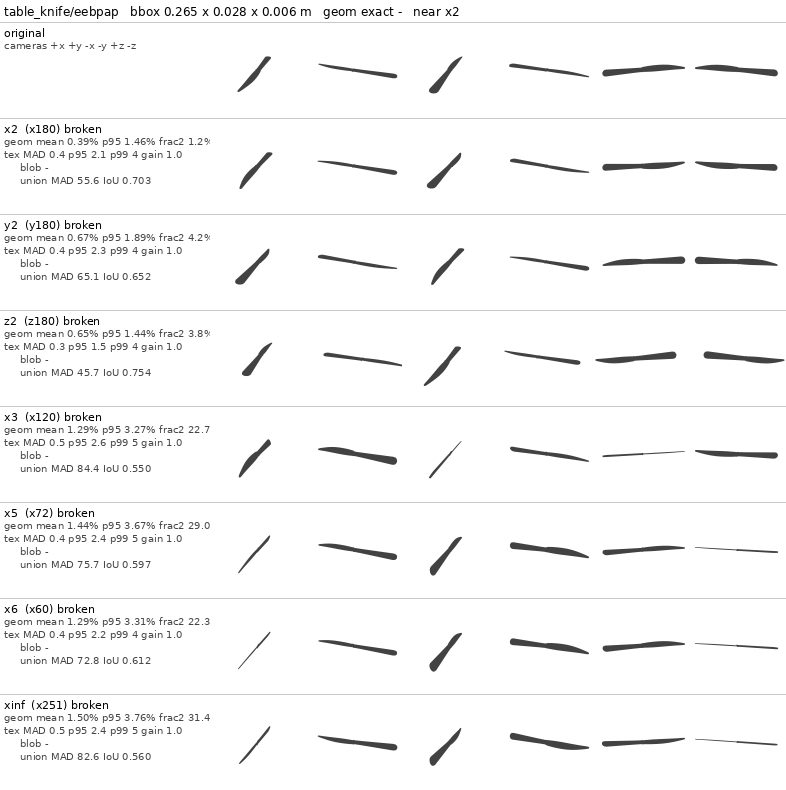 table_knife/eebpap   bbox 0.265 x 0.028 x 0.006 m   geom exact -   near x2
original
cameras +x +y -x -y +z -z
x2  (x180) broken
geom mean 0.39% p95 1.46% frac2 1.2%
tex MAD 0.4 p95 2.1 p99 4 gain 1.0
blob -
union MAD 55.6 IoU 0.703
y2  (y180) broken
geom mean 0.67% p95 1.89% frac2 4.2%
tex MAD 0.4 p95 2.3 p99 4 gain 1.0
blob -
union MAD 65.1 IoU 0.652
z2  (z180) broken
geom mean 0.65% p95 1.44% frac2 3.8%
tex MAD 0.3 p95 1.5 p99 4 gain 1.0
blob -
union MAD 45.7 IoU 0.754
x3  (x120) broken
geom mean 1.29% p95 3.27% frac2 22.7
tex MAD 0.5 p95 2.6 p99 5 gain 1.0
blob -
union MAD 84.4 IoU 0.550
x5  (x72) broken
geom mean 1.44% p95 3.67% frac2 29.0
tex MAD 0.4 p95 2.4 p99 5 gain 1.0
blob -
union MAD 75.7 IoU 0.597
x6  (x60) broken
geom mean 1.29% p95 3.31% frac2 22.3
tex MAD 0.4 p95 2.2 p99 4 gain 1.0
blob -
union MAD 72.8 IoU 0.612
xinf  (x251) broken
geom mean 1.50% p95 3.76% frac2 31.4
tex MAD 0.5 p95 2.4 p99 5 gain 1.0
blob -
union MAD 82.6 IoU 0.560